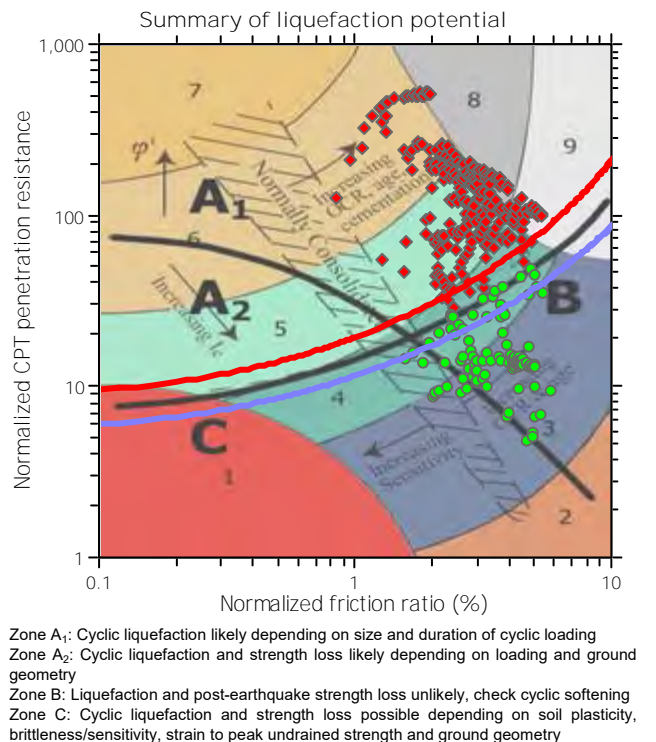 Summary of liquefaction potential
1,000
100
10
1
Normalized CPT penetration resistance
7
8
9
φ'
A1
Normally Consolid
Increasing
OCR, age,
cementation
6
A2
Increasing Ic
5
B
4
C
1
Increasing
Sensitivity
3
2
0.1
1
10
Normalized friction ratio (%)
Zone A1: Cyclic liquefaction likely depending on size and duration of cyclic loading
Zone A2: Cyclic liquefaction and strength loss likely depending on loading and ground
geometry
Zone B: Liquefaction and post-earthquake strength loss unlikely, check cyclic softening
Zone C: Cyclic liquefaction and strength loss possible depending on soil plasticity,
brittleness/sensitivity, strain to peak undrained strength and ground geometry